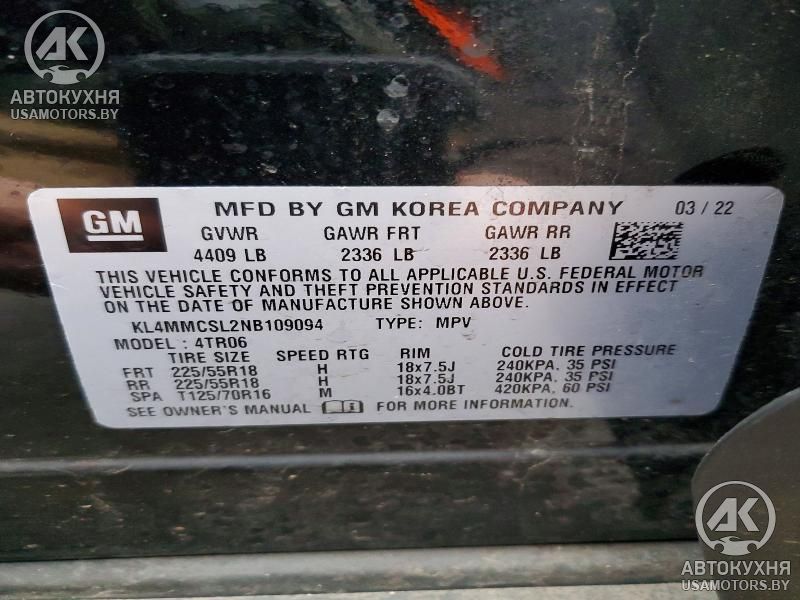 АК
АВТОКУХНЯ
USAMOTORS.BY
GM
MFD BY GM KOREA COMPANY 03 / 22
GVWR GAWR FRT GAWR RR
4409 LB 2336 LB 2336 LB
THIS VEHICLE CONFORMS TO ALL APPLICABLE U.S. FEDERAL MOTOR
VEHICLE SAFETY AND THEFT PREVENTION STANDARDS IN EFFECT
ON THE DATE OF MANUFACTURE SHOWN ABOVE.
KL4MMCSL2NB109094 TYPE: MPV
MODEL : 4TR06
TIRE SIZE SPEED RTG RIM COLD TIRE PRESSURE
FRT 225/55R18 H 18x7.5J 240KPA, 35 PSI
RR 225/55R18 H 18x7.5J 240KPA, 35 PSI
SPA T125/70R16 M 16x4.0BT 420KPA, 60 PSI
SEE OWNER'S MANUAL FOR MORE INFORMATION.
АК
АВТОКУХНЯ
USAMOTORS.BY